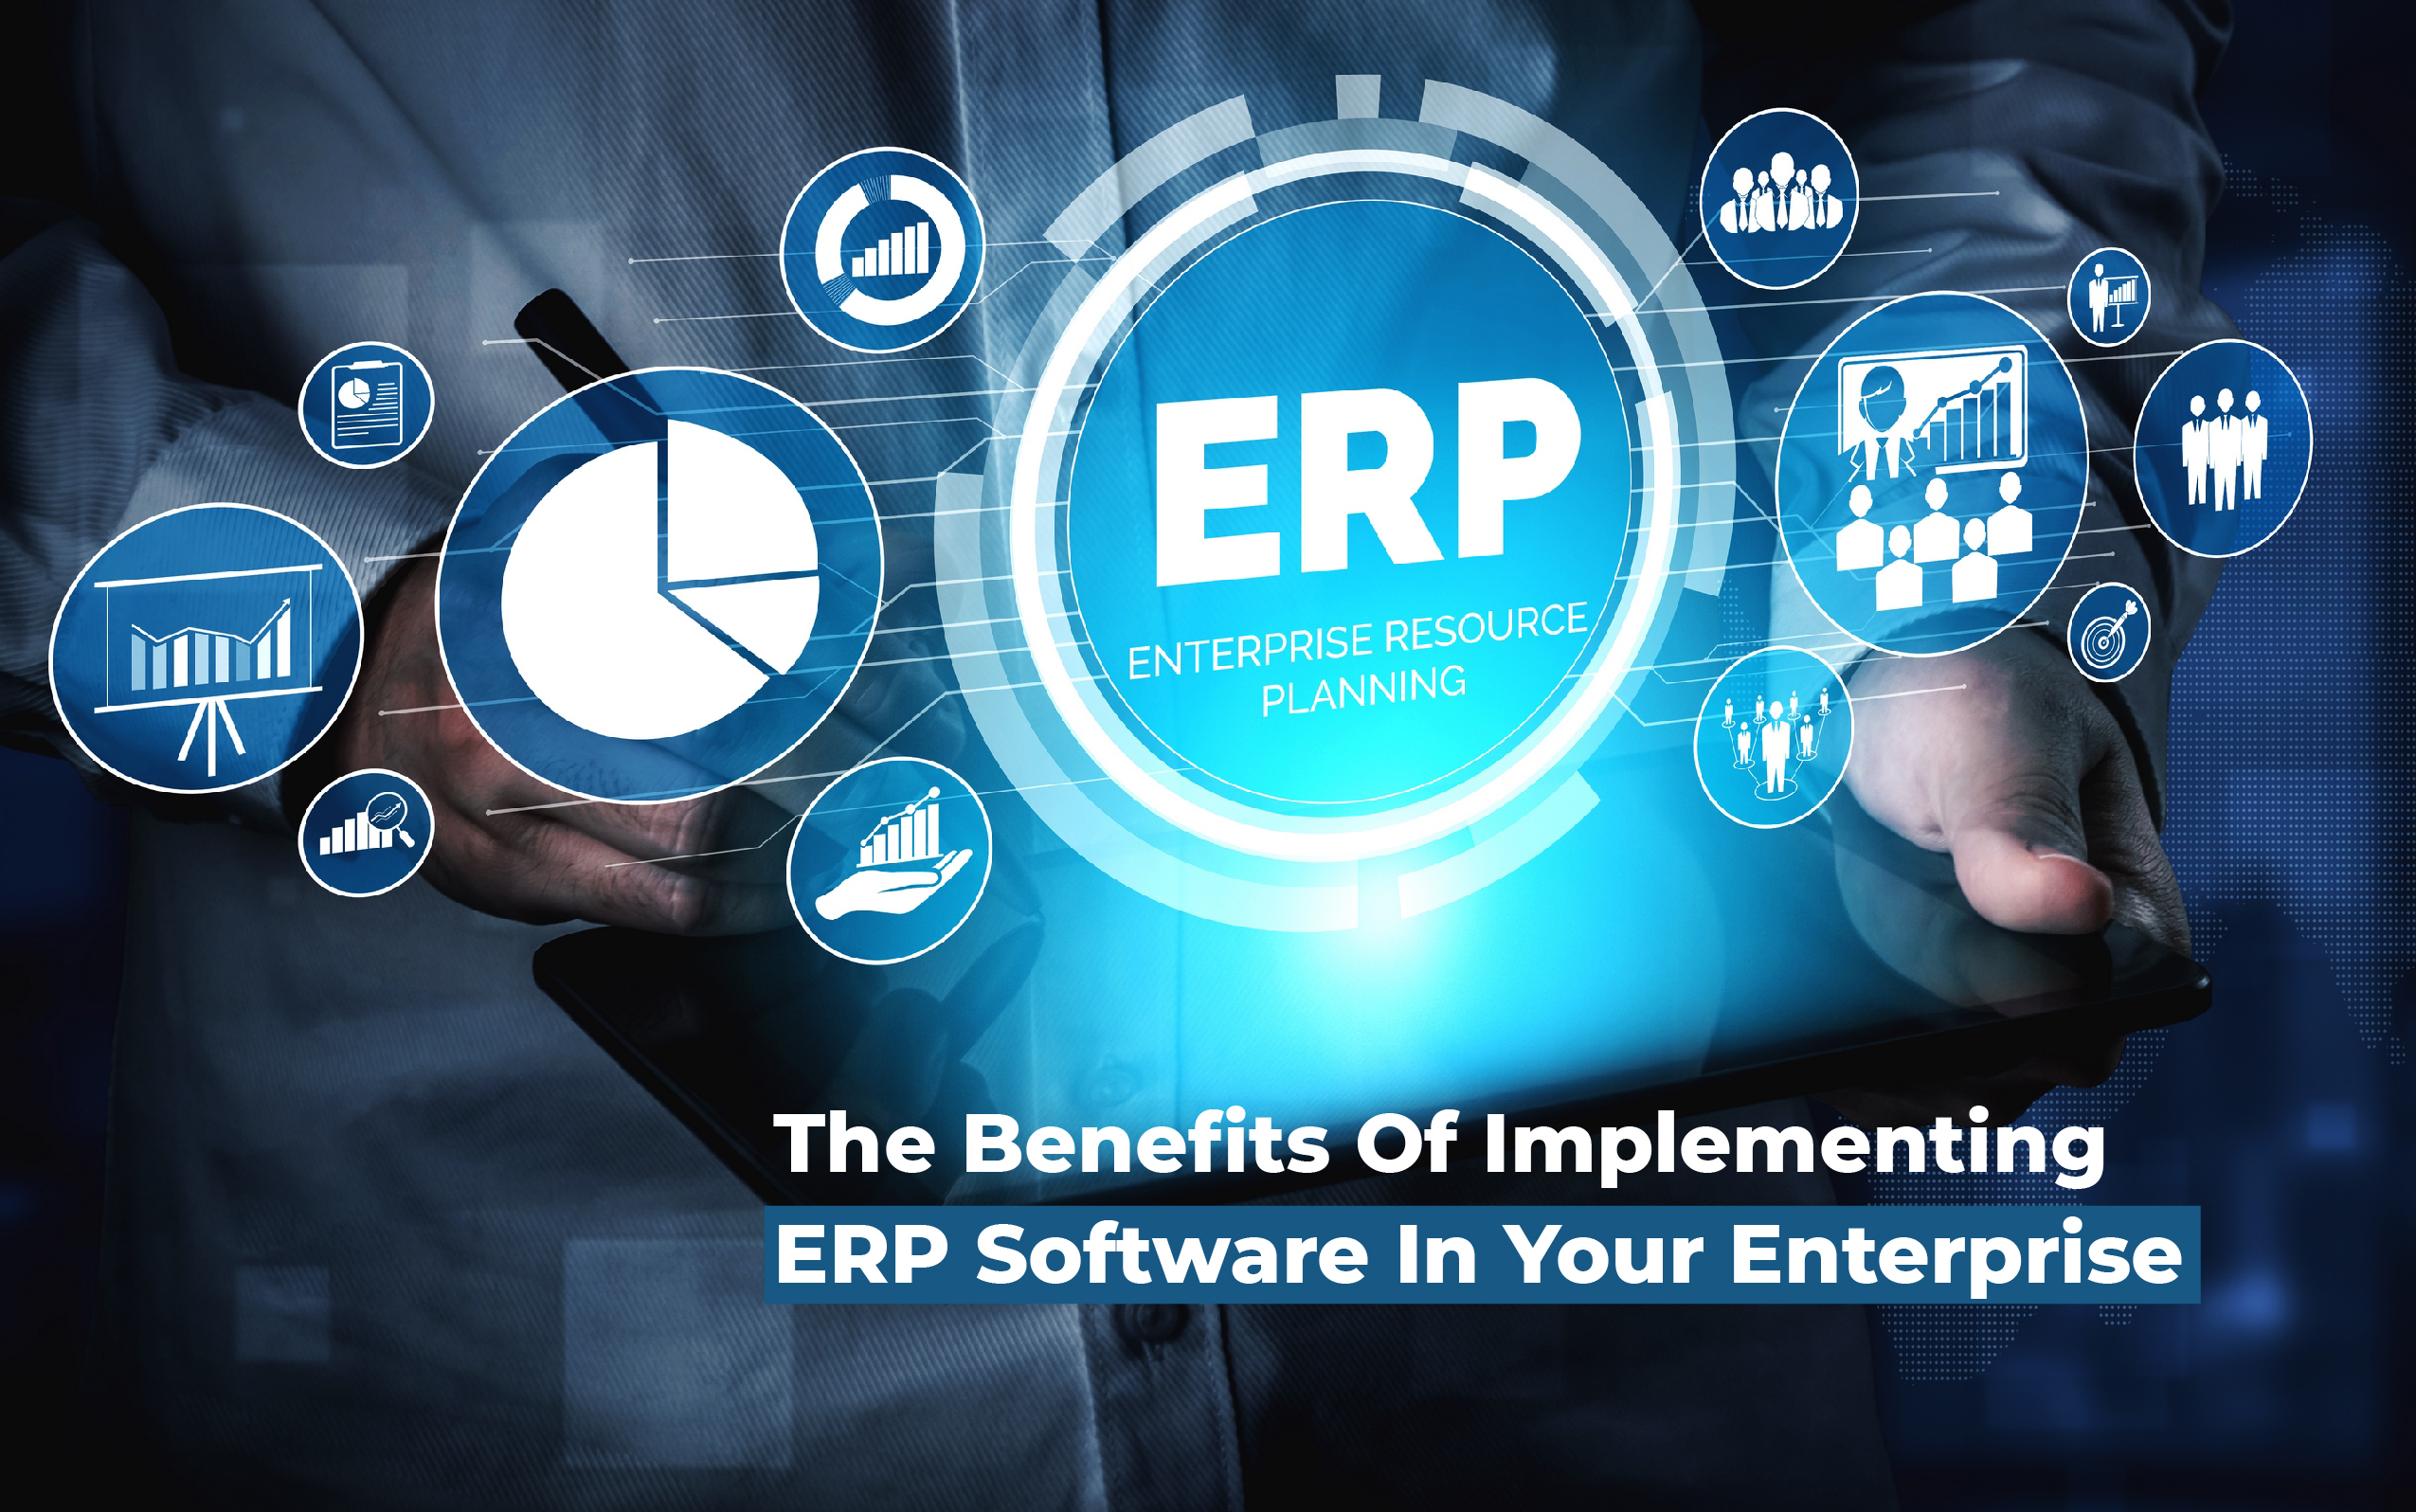 ERP
ENTERPRISE RESOURCE
PLANNING
The Benefits Of Implementing
ERP Software In Your Enterprise